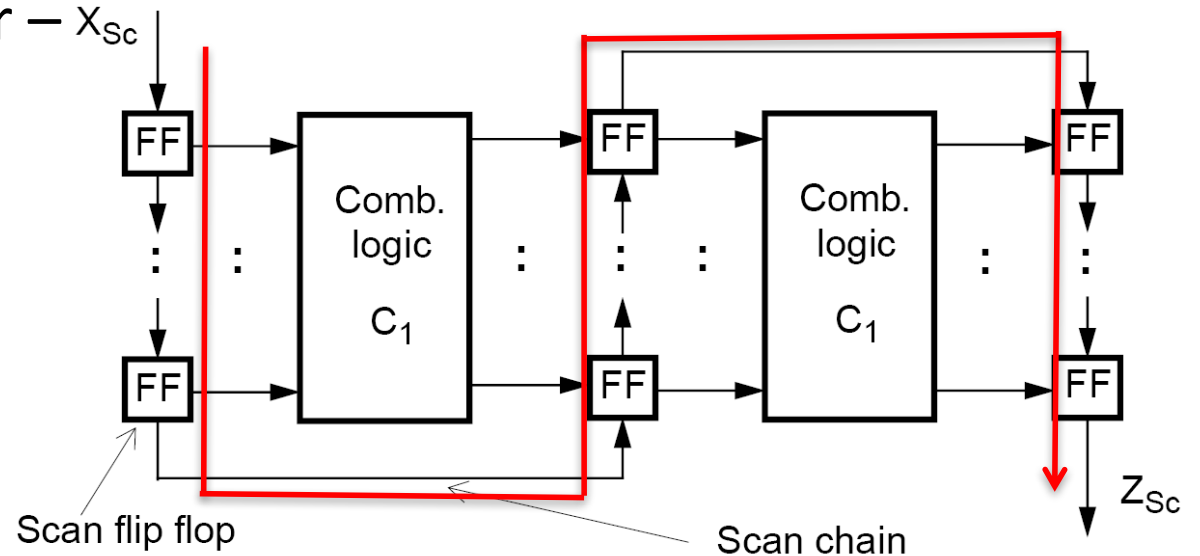 r – XSc
FF
FF
FF
FF
FF
FF
Comb.
logic
C1
Comb.
logic
C1
:
:
:
:
:
:
:
ZSc
Scan flip flop
Scan chain